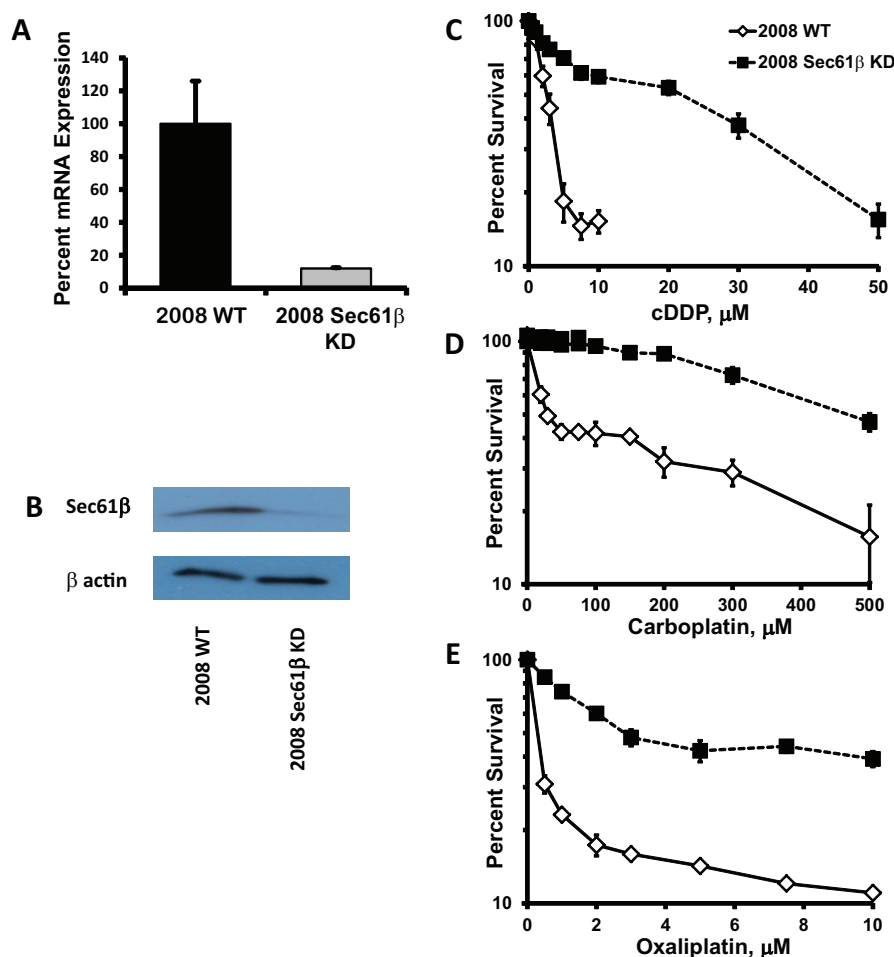 A
Percent mRNA Expression
140
120
100
80
60
40
20
0
2008 WT
2008 Sec61β
KD
B
Sec61β
β actin
2008 WT
2008 Sec61β KD
C
2008 WT
2008 Sec61β KD
Percent Survival
100
10
0
10
20
30
40
50
cDDP, μM
D
Percent Survival
100
10
0
100
200
300
400
500
Carboplatin, μM
E
Percent Survival
100
10
0
2
4
6
8
10
Oxaliplatin, μM